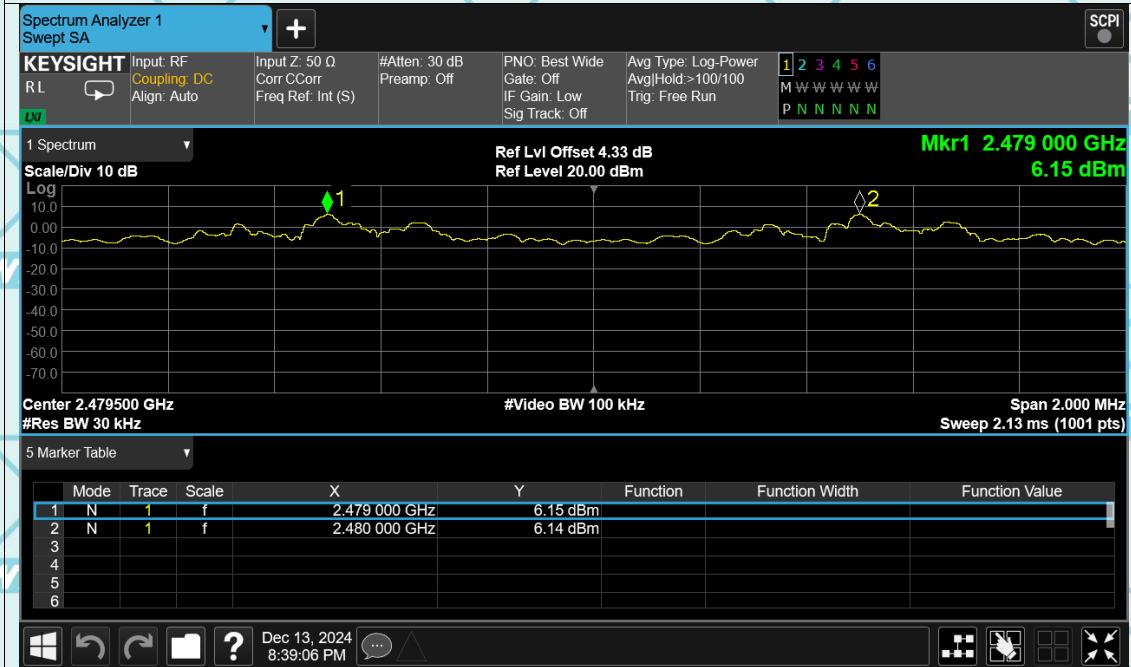 Spectrum Analyzer 1
Swept SA
+
SCPI
KEYSIGHT
R L
LXI
Input: RF
Coupling: DC
Align: Auto
Input Z: 50 Ω
Corr CCorr
Freq Ref: Int (S)
#Atten: 30 dB
Preamp: Off
PNO: Best Wide
Gate: Off
IF Gain: Low
Sig Track: Off
Avg Type: Log-Power
Avg|Hold:>100/100
Trig: Free Run
1 2 3 4 5 6
M W W W W W
P N N N N N
1 Spectrum
Scale/Div 10 dB
Ref Lvl Offset 4.33 dB
Ref Level 20.00 dBm
Mkr1 2.479 000 GHz
6.15 dBm
Log
10.0
0.00
-10.0
-20.0
-30.0
-40.0
-50.0
-60.0
-70.0
1
2
Center 2.479500 GHz
#Res BW 30 kHz
#Video BW 100 kHz
Span 2.000 MHz
Sweep 2.13 ms (1001 pts)
5 Marker Table
Mode Trace Scale X Y Function Function Width Function Value
1 N 1 f 2.479 000 GHz 6.15 dBm
2 N 1 f 2.480 000 GHz 6.14 dBm
3
4
5
6
?
Dec 13, 2024
8:39:06 PM